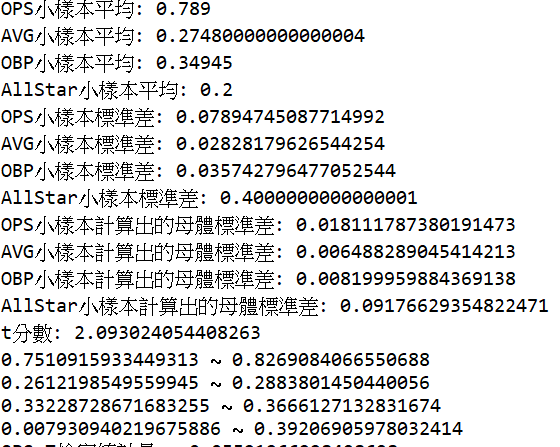 OPS小樣本平均: 0.789
AVG小樣本平均: 0.27480000000000004
OBP小樣本平均: 0.34945
AllStar小樣本平均: 0.2
OPS小樣本標準差: 0.07894745087714992
AVG小樣本標準差: 0.02828179626544254
OBP小樣本標準差: 0.035742796477052544
AllStar小樣本標準差: 0.4000000000000001
OPS小樣本計算出的母體標準差: 0.018111787380191473
AVG小樣本計算出的母體標準差: 0.006488289045414213
OBP小樣本計算出的母體標準差: 0.008199959884369138
AllStar小樣本計算出的母體標準差: 0.09176629354822471
t分數: 2.093024054408263
0.7510915933449313 ~ 0.8269084066550688
0.2612198549559945 ~ 0.2883801450440056
0.33228728671683255 ~ 0.3666127132831674
0.007930940219675886 ~ 0.39206905978032414